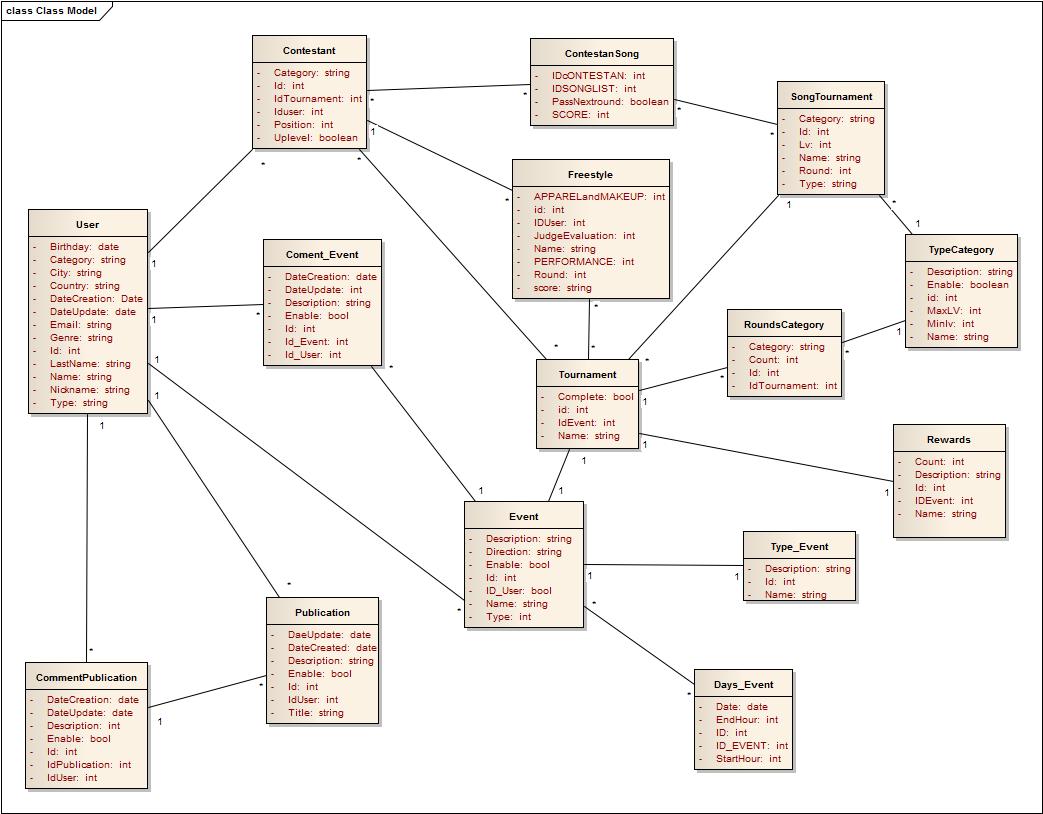 class Class Model
Contestant
- Category: string
- Id: int
- IdTournament: int
- Iduser: int
- Position: int
- Uplevel: boolean
*
1
*
*
ContestanSong
- IDcONTESTAN: int
- IDSONGLIST: int
- PassNextround: boolean
- SCORE: int
*
*
SongTournament
- Category: string
- Id: int
- Lv: int
- Name: string
- Round: int
- Type: string
*
1
*
Freestyle
- APPARELandMAKEUP: int
- id: int
- IDUser: int
- JudgeEvaluation: int
- Name: string
- PERFORMANCE: int
- Round: int
- score: string
*
*
User
- Birthday: date
- Category: string
- City: string
- Country: string
- DateCreation: Date
- DateUpdate: date
- Email: string
- Genre: string
- Id: int
- LastName: string
- Name: string
- Nickname: string
- Type: string
1
1
1
1
1
Coment_Event
- DateCreation: date
- DateUpdate: int
- Description: string
- Enable: bool
- Id: int
- Id_Event: int
- Id_User: int
*
*
TypeCategory
- Description: string
- Enable: boolean
- id: int
- MaxLV: int
- Minlv: int
- Name: string
1
1
RoundsCategory
- Category: string
- Count: int
- Id: int
- IdTournament: int
*
*
Tournament
- Complete: bool
- id: int
- IdEvent: int
- Name: string
*
*
*
1
1
1
Rewards
- Count: int
- Description: string
- Id: int
- IDEvent: int
- Name: string
1
Event
- Description: string
- Direction: string
- Enable: bool
- Id: int
- ID_User: bool
- Name: string
- Type: int
1
1
1
*
*
Type_Event
- Description: string
- Id: int
- Name: string
1
Publication
- DaeUpdate: date
- DateCreated: date
- Description: string
- Enable: bool
- Id: int
- IdUser: int
- Title: string
*
*
CommentPublication
- DateCreation: date
- DateUpdate: date
- Description: int
- Enable: bool
- Id: int
- IdPublication: int
- IdUser: int
*
1
Days_Event
- Date: date
- EndHour: int
- ID: int
- ID_EVENT: int
- StartHour: int
*